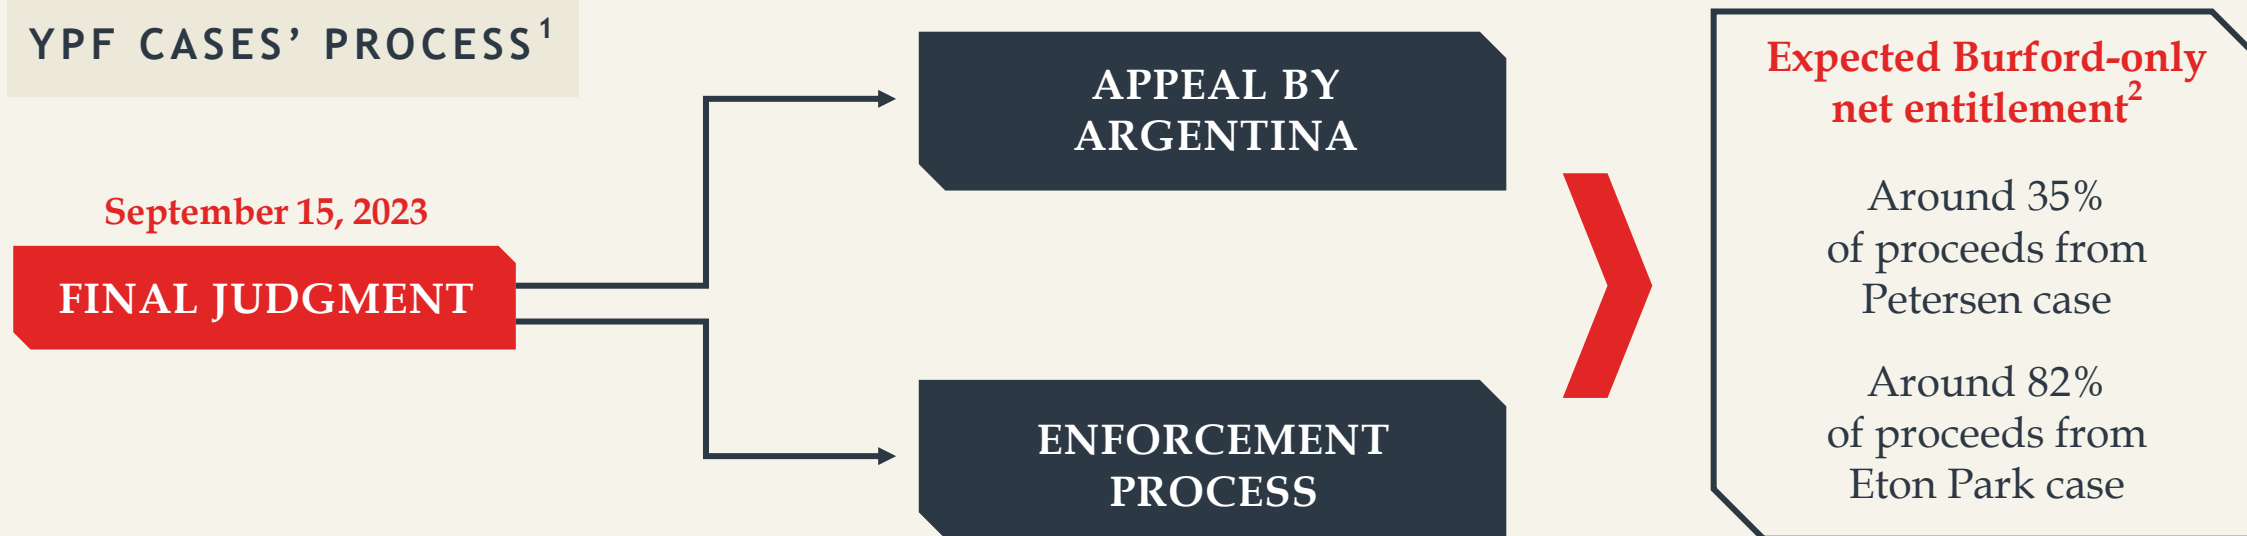 YPF CASES’ PROCESS1
September 15, 2023
FINAL JUDGMENT
APPEAL BY
ARGENTINA
ENFORCEMENT
PROCESS
Expected Burford-only
net entitlement2
Around 35%
of proceeds from
Petersen case
Around 82%
of proceeds from
Eton Park case